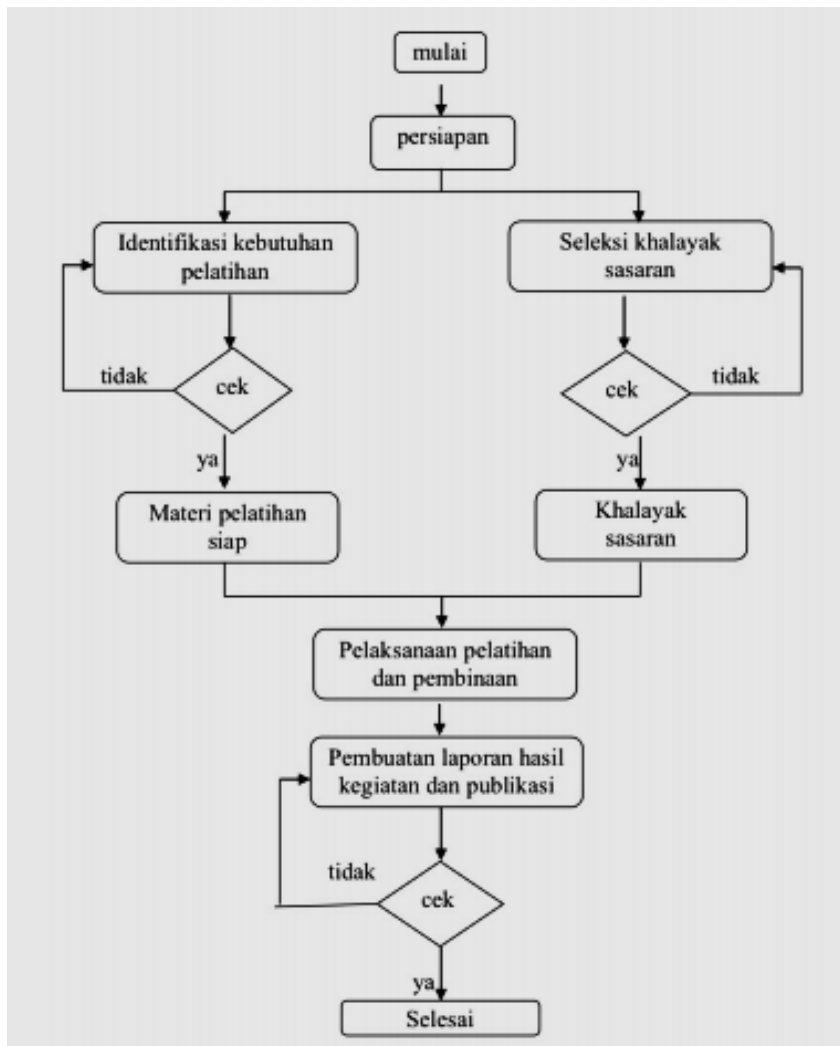 mulai
persiapan
Identifikasi kebutuhan
pelatihan
Seleksi khalayak
sasaran
tidak
cek
cek
tidak
ya
ya
Materi pelatihan
siap
Khalayak
sasaran
Pelaksanaan pelatihan
dan pembinaan
Pembuatan laporan hasil
kegiatan dan publikasi
tidak
cek
ya
Selesai